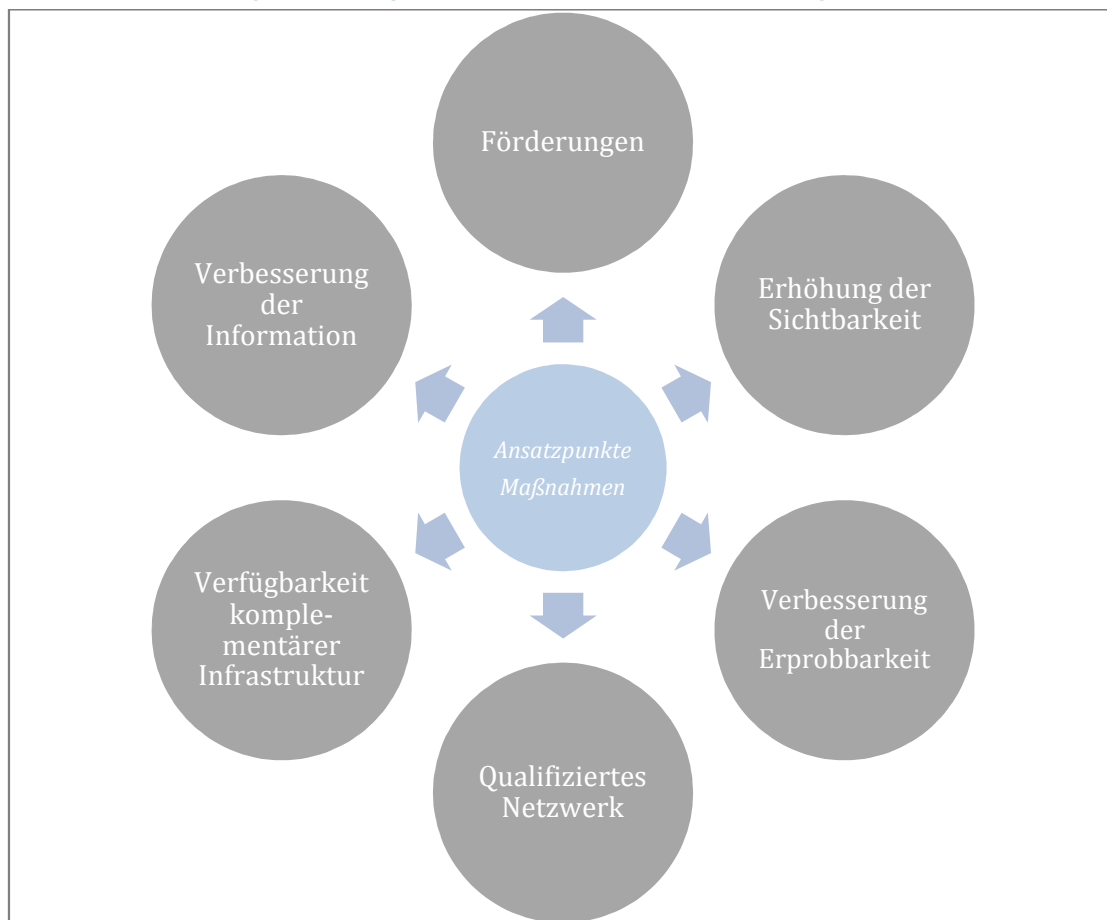 Förderungen
Verbesserung
der
Information
Erhöhung der
Sichtbarkeit
Ansatzpunkte
Maßnahmen
Verfügbarkeit
komple-
mentärer
Infrastruktur
Verbesserung
der
Erprobbarkeit
Qualifiziertes
Netzwerk